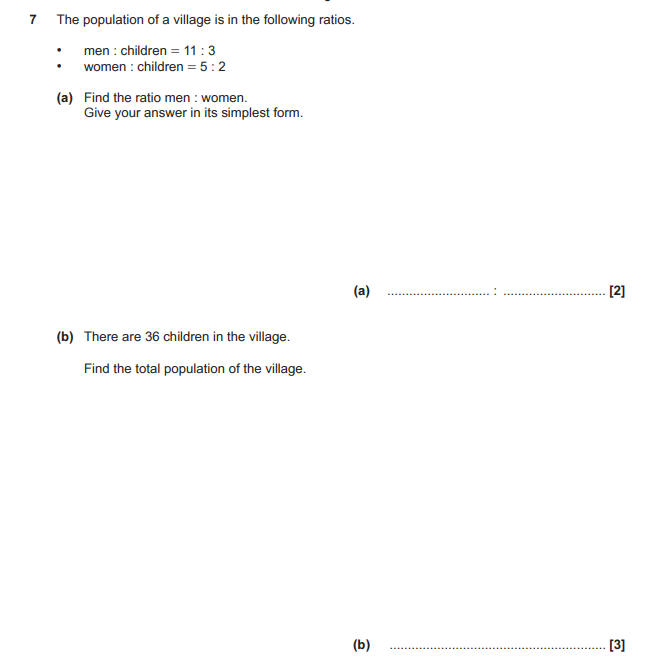 7 The population of a village is in the following ratios.
• men : children = 11 : 3
• women : children = 5 : 2
(a) Find the ratio men : women.
Give your answer in its simplest form.
(a) ............................ : ............................ [2]
(b) There are 36 children in the village.
Find the total population of the village.
(b) ............................................................ [3]